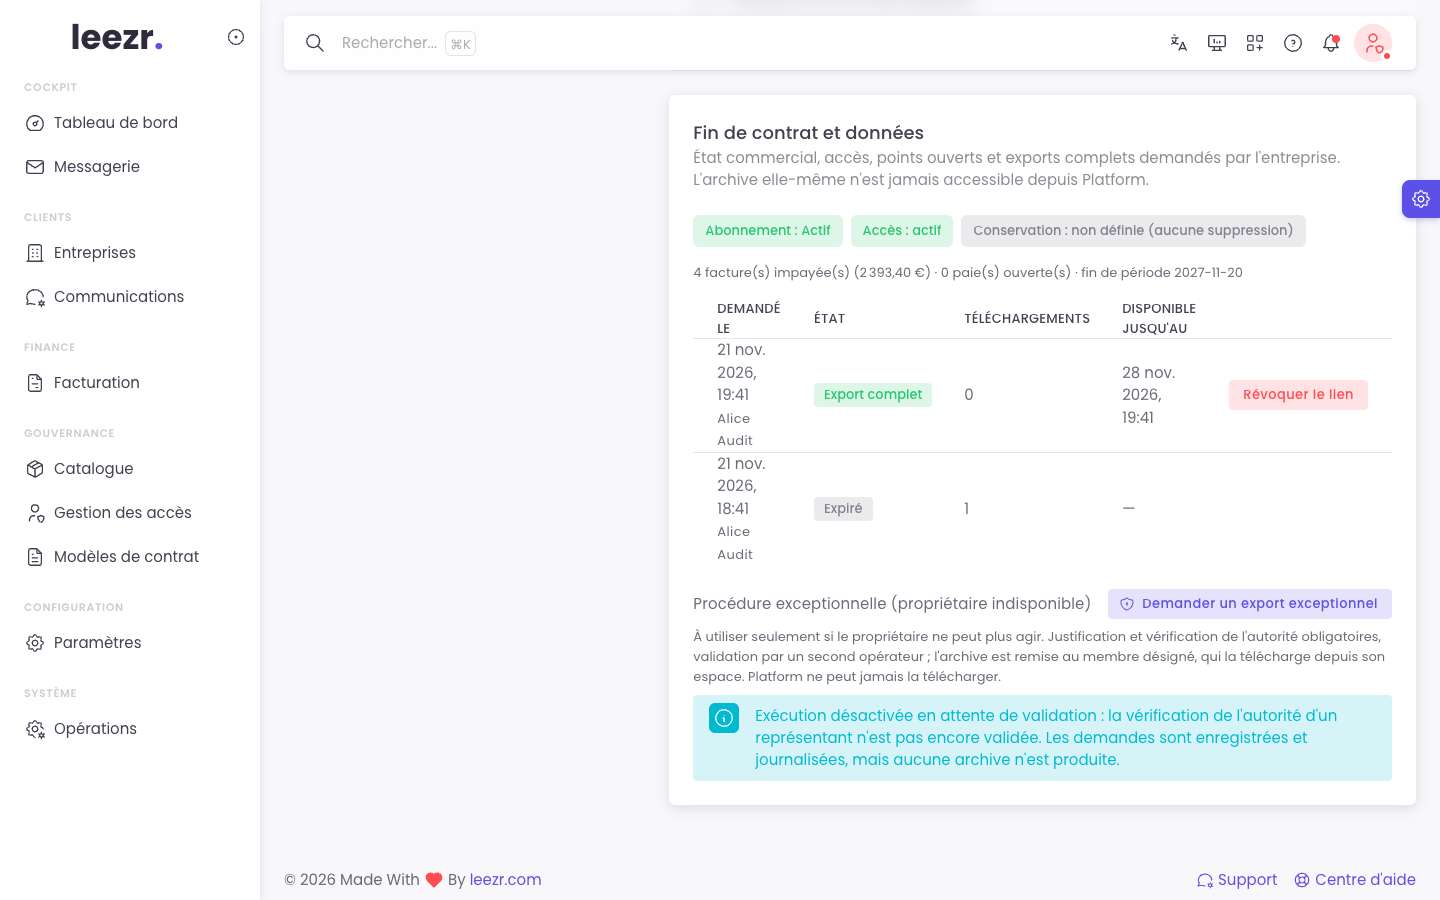 leezr.
COCKPIT
Tableau de bord
Messagerie
CLIENTS
Entreprises
Communications
FINANCE
Facturation
GOUVERNANCE
Catalogue
Gestion des accès
Modèles de contrat
CONFIGURATION
Paramètres
SYSTÈME
Opérations
Rechercher... ⌘K
Fin de contrat et données
État commercial, accès, points ouverts et exports complets demandés par l'entreprise.
L'archive elle-même n'est jamais accessible depuis Platform.
Abonnement : Actif
Accès : actif
Conservation : non définie (aucune suppression)
4 facture(s) impayée(s) (2 393,40 €) · 0 paie(s) ouverte(s) · fin de période 2027-11-20
DEMANDÉ
LE
ÉTAT
TÉLÉCHARGEMENTS
DISPONIBLE
JUSQU'AU
21 nov.
2026,
19:41
Alice
Audit
Export complet
0
28 nov.
2026,
19:41
Révoquer le lien
21 nov.
2026,
18:41
Alice
Audit
Expiré
1
—
Procédure exceptionnelle (propriétaire indisponible)
Demander un export exceptionnel
À utiliser seulement si le propriétaire ne peut plus agir. Justification et vérification de l'autorité obligatoires,
validation par un second opérateur ; l'archive est remise au membre désigné, qui la télécharge depuis son
espace. Platform ne peut jamais la télécharger.
Exécution désactivée en attente de validation : la vérification de l'autorité d'un
représentant n'est pas encore validée. Les demandes sont enregistrées et
journalisées, mais aucune archive n'est produite.
© 2026 Made With ❤ By leezr.com
Support
Centre d'aide